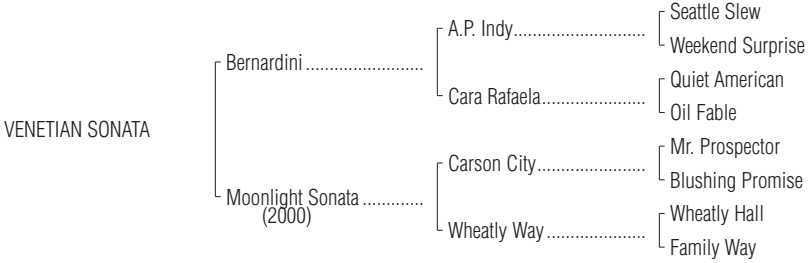 Seattle Slew
A.P. Indy..............................
Weekend Surprise
Bernardini ..........................
Quiet American
Cara Rafaela........................
Oil Fable
VENETIAN SONATA
Mr. Prospector
Carson City.........................
Blushing Promise
Moonlight Sonata .............
(2000)
Wheatly Hall
Wheatly Way ......................
Family Way